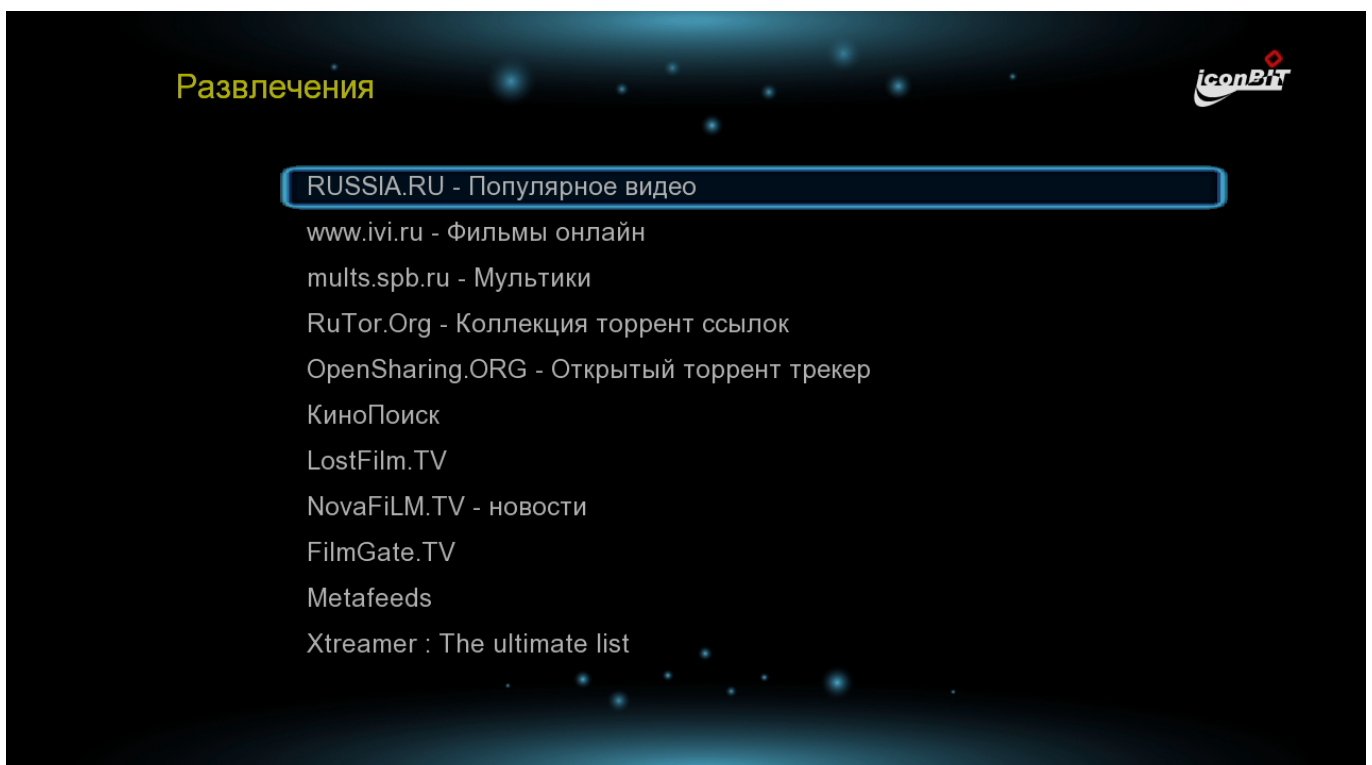 Развлечения
iconBiT
RUSSIA.RU - Популярное видео
www.ivi.ru - Фильмы онлайн
mults.spb.ru - Мультики
RuTor.Org - Коллекция торрент ссылок
OpenSharing.ORG - Открытый торрент трекер
КиноПоиск
LostFilm.TV
NovaFiLM.TV - новости
FilmGate.TV
Metafeeds
Xtreamer : The ultimate list